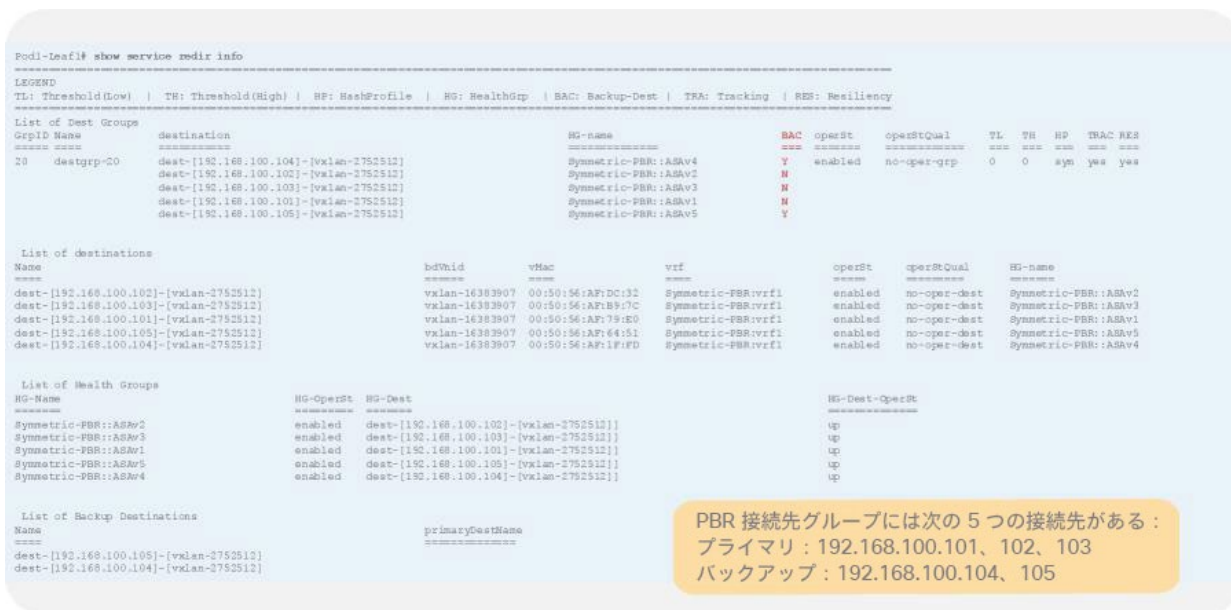 Pod1-Leaf1# show service redir info
LEGEND
TL: Threshold(Low) | TH: Threshold(High) | HP: HashProfile | HG: HealthGrp | BAC: Backup-Dest | TRA: Tracking | RES: Resiliency
List of Dest Groups
GrpID Name destination HG-name BAC operSt operStQual TL TH HP TRAC RES
20 destgrp-20 dest-[192.168.100.104]-[vxlan-2752512] Symmetric-PBR::ASAv4 Y enabled no-oper-grp 0 0 sym yes yes
dest-[192.168.100.102]-[vxlan-2752512] Symmetric-PBR::ASAv2 N
dest-[192.168.100.103]-[vxlan-2752512] Symmetric-PBR::ASAv3 N
dest-[192.168.100.101]-[vxlan-2752512] Symmetric-PBR::ASAv1 N
dest-[192.168.100.105]-[vxlan-2752512] Symmetric-PBR::ASAv5 Y
List of destinations
Name bdVnid vMac vrf operSt operStQual HG-name
dest-[192.168.100.102]-[vxlan-2752512] vxlan-16383907 00:50:56:AF:DC:32 Symmetric-PBR:vrf1 enabled no-oper-dest Symmetric-PBR::ASAv2
dest-[192.168.100.103]-[vxlan-2752512] vxlan-16383907 00:50:56:AF:B9:7C Symmetric-PBR:vrf1 enabled no-oper-dest Symmetric-PBR::ASAv3
dest-[192.168.100.101]-[vxlan-2752512] vxlan-16383907 00:50:56:AF:79:E0 Symmetric-PBR:vrf1 enabled no-oper-dest Symmetric-PBR::ASAv1
dest-[192.168.100.105]-[vxlan-2752512] vxlan-16383907 00:50:56:AF:64:51 Symmetric-PBR:vrf1 enabled no-oper-dest Symmetric-PBR::ASAv5
dest-[192.168.100.104]-[vxlan-2752512] vxlan-16383907 00:50:56:AF:1F:FD Symmetric-PBR:vrf1 enabled no-oper-dest Symmetric-PBR::ASAv4
List of Health Groups
HG-Name HG-OperSt HG-Dest HG-Dest-OperSt
Symmetric-PBR::ASAv2 enabled dest-[192.168.100.102]-[vxlan-2752512]] up
Symmetric-PBR::ASAv3 enabled dest-[192.168.100.103]-[vxlan-2752512]] up
Symmetric-PBR::ASAv1 enabled dest-[192.168.100.101]-[vxlan-2752512]] up
Symmetric-PBR::ASAv5 enabled dest-[192.168.100.105]-[vxlan-2752512]] up
Symmetric-PBR::ASAv4 enabled dest-[192.168.100.104]-[vxlan-2752512]] up
List of Backup Destinations
Name primaryDestName
dest-[192.168.100.105]-[vxlan-2752512]
dest-[192.168.100.104]-[vxlan-2752512]
PBR 接続先グループには次の 5 つの接続先がある：
プライマリ：192.168.100.101、102、103
バックアップ：192.168.100.104、105